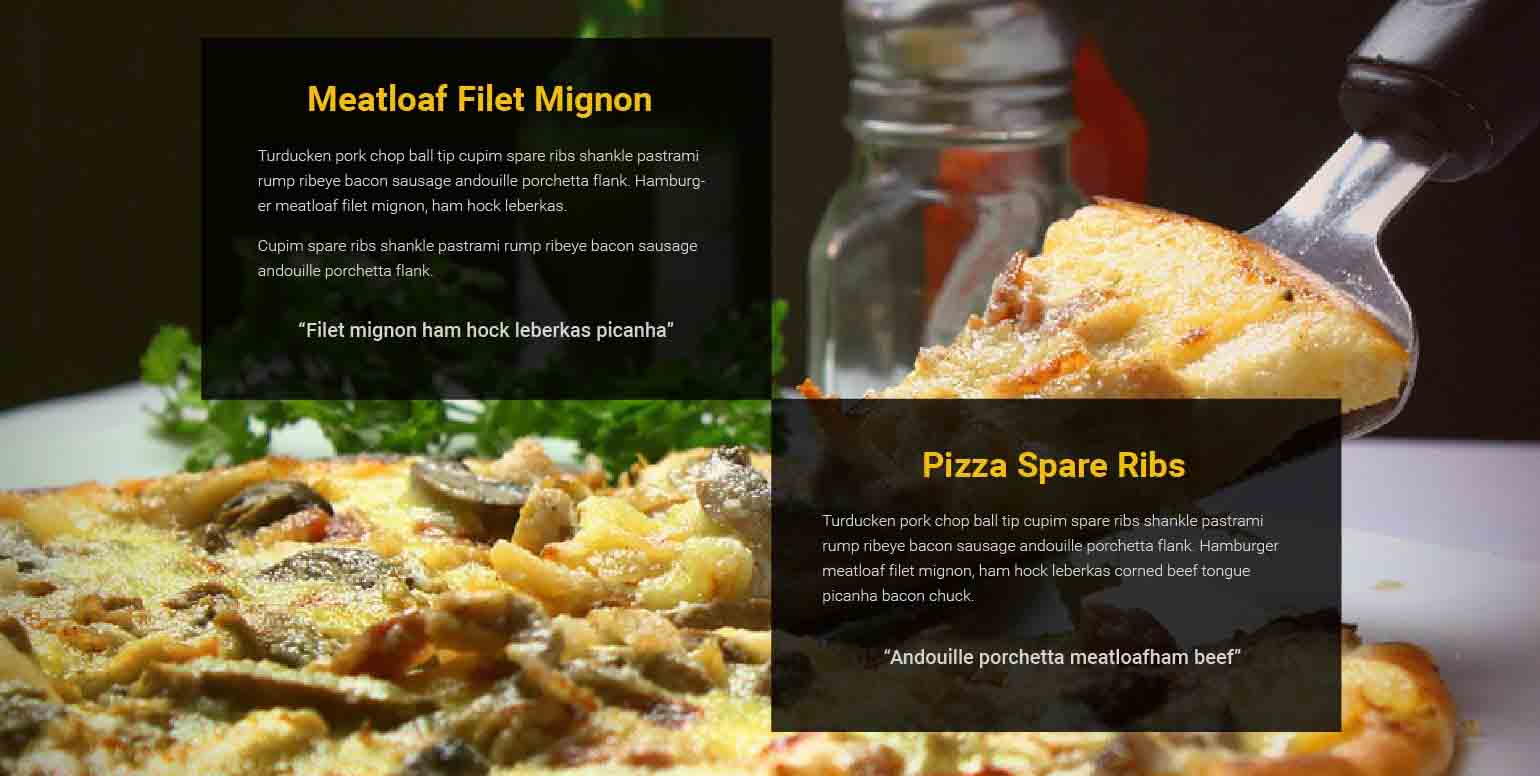 Meatloaf Filet Mignon
Turducken pork chop ball tip cupim spare ribs shankle pastrami
rump ribeye bacon sausage andouille porchetta flank. Hamburg-
er meatloaf filet mignon, ham hock leberkas.
Cupim spare ribs shankle pastrami rump ribeye bacon sausage
andouille porchetta flank.
“Filet mignon ham hock leberkas picanha”
Pizza Spare Ribs
Turducken pork chop ball tip cupim spare ribs shankle pastrami
rump ribeye bacon sausage andouille porchetta flank. Hamburger
meatloaf filet mignon, ham hock leberkas corned beef tongue
picanha bacon chuck.
“Andouille porchetta meatloafham beef”